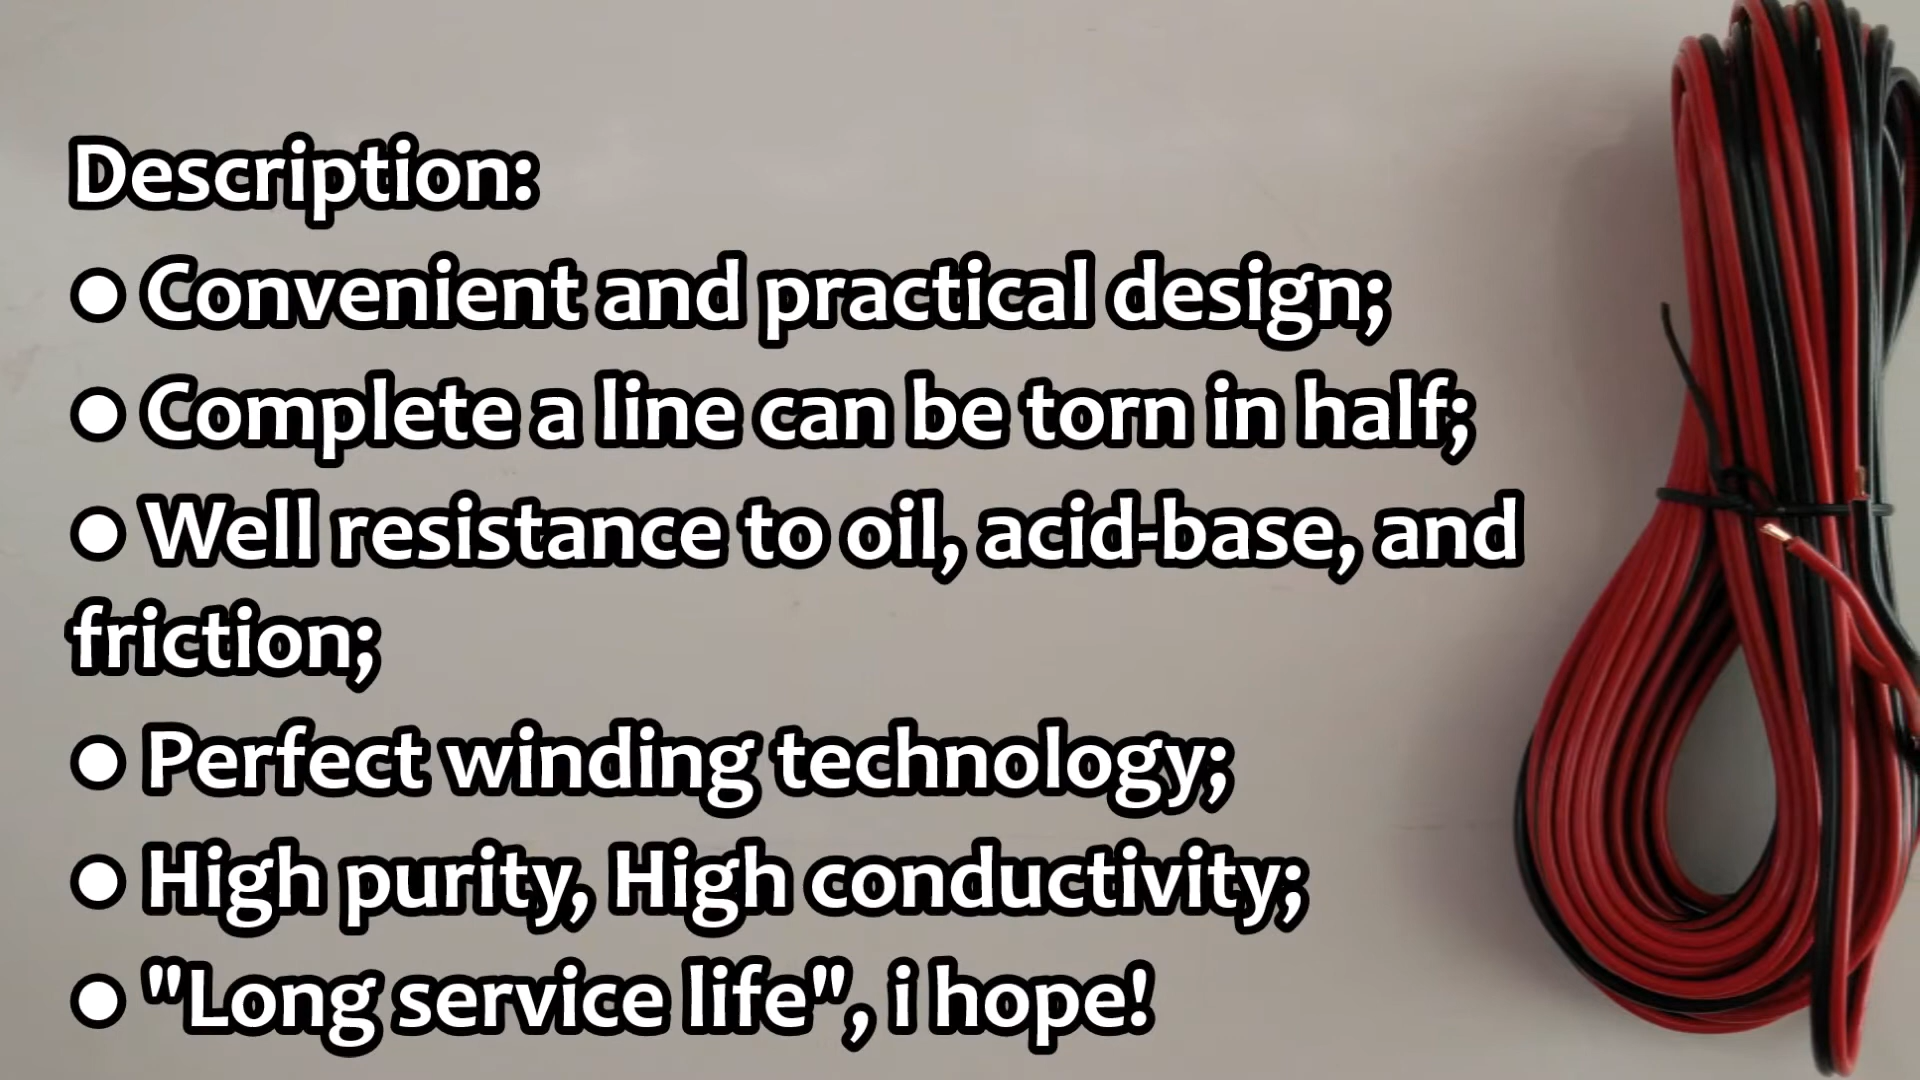 Description:
● Convenient and practical design;
● Complete a line can be torn in half;
● Well resistance to oil, acid-base, and
friction;
● Perfect winding technology;
● High purity, High conductivity;
● "Long service life", i hope!